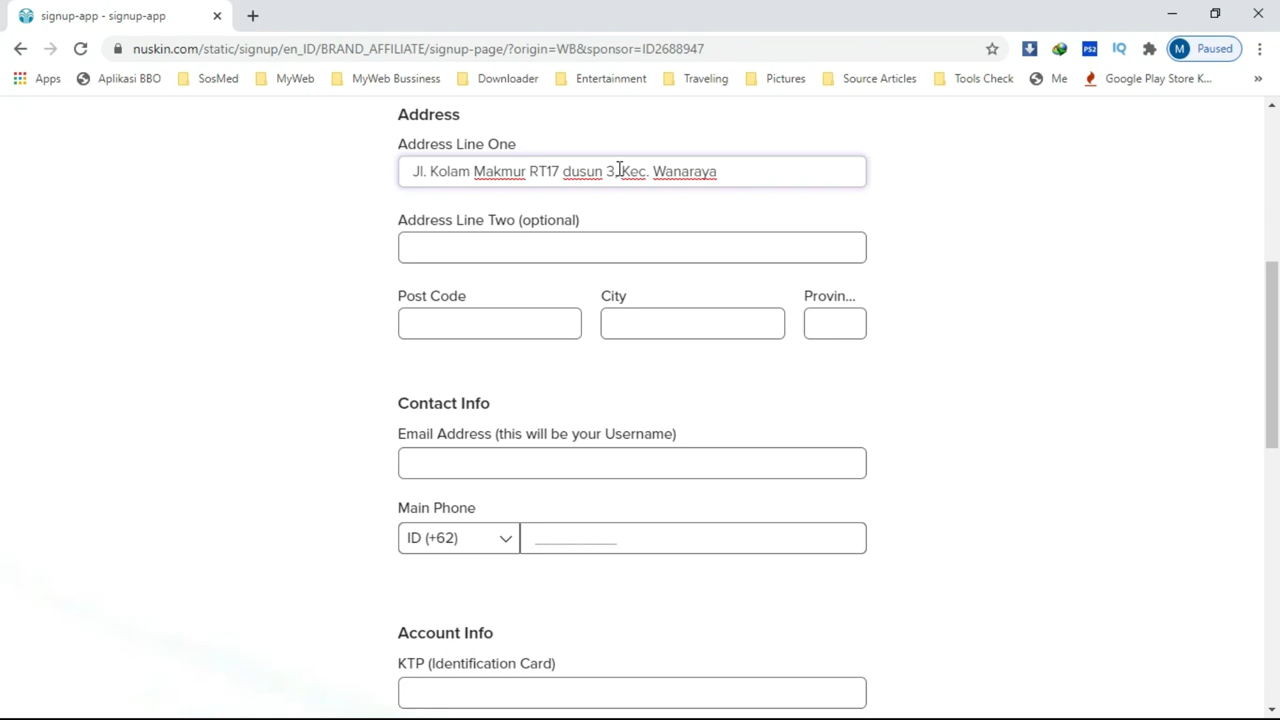 signup-app - signup-app
nuskin.com/static/signup/en_ID/BRAND_AFFILIATE/signup-page/?origin=WB&sponsor=ID2688947
PS2
IQ
M
Paused
Apps
Aplikasi BBO
SosMed
MyWeb
MyWeb Bussiness
Downloader
Entertainment
Traveling
Pictures
Source Articles
Tools Check
Me
Google Play Store K...
»
Address
Address Line One
Jl. Kolam Makmur RT17 dusun 3, Kec. Wanaraya
Address Line Two (optional)
Post Code
City
Provin...
Contact Info
Email Address (this will be your Username)
Main Phone
ID (+62)
___________
Account Info
KTP (Identification Card)